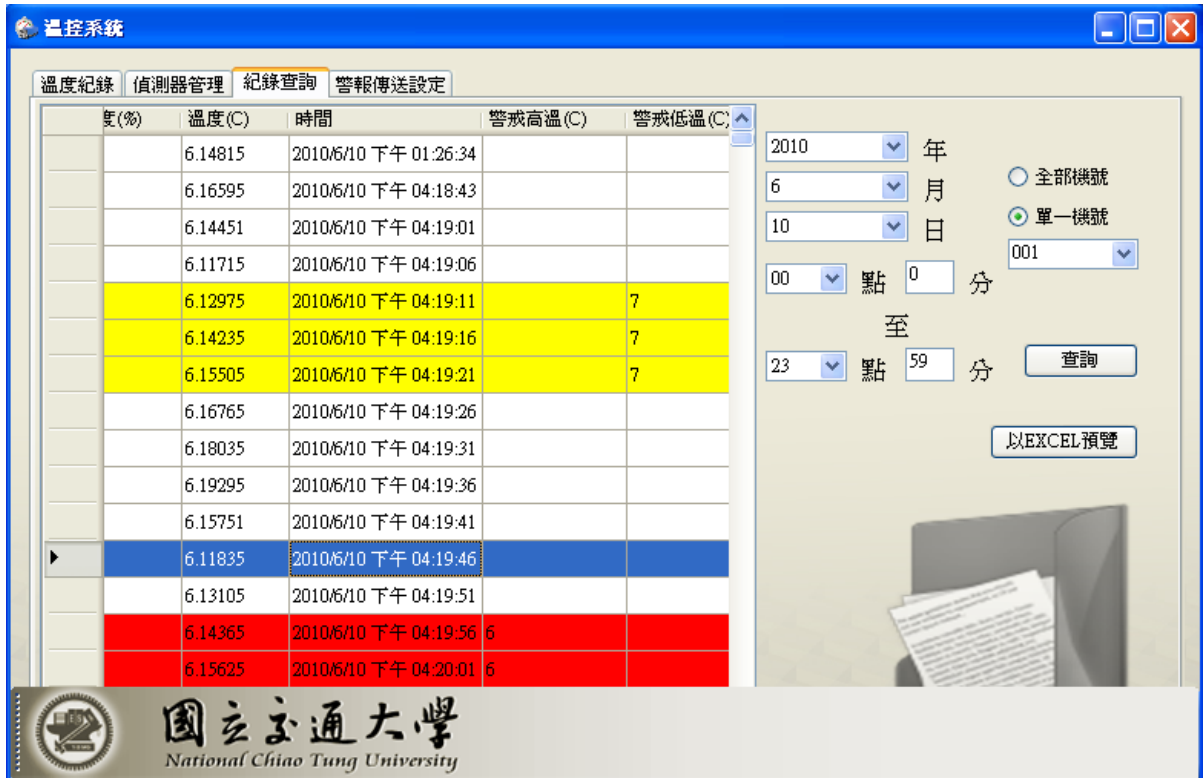 溫控系統
溫度紀錄 偵測器管理 紀錄查詢 警報傳送設定
度(%) 溫度(C) 時間 警戒高溫(C) 警戒低溫(C)
6.14815 2010/6/10 下午 01:26:34
6.16595 2010/6/10 下午 04:18:43
6.14451 2010/6/10 下午 04:19:01
6.11715 2010/6/10 下午 04:19:06
6.12975 2010/6/10 下午 04:19:11 7
6.14235 2010/6/10 下午 04:19:16 7
6.15505 2010/6/10 下午 04:19:21 7
6.16765 2010/6/10 下午 04:19:26
6.18035 2010/6/10 下午 04:19:31
6.19295 2010/6/10 下午 04:19:36
6.15751 2010/6/10 下午 04:19:41
6.11835 2010/6/10 下午 04:19:46
6.13105 2010/6/10 下午 04:19:51
6.14365 2010/6/10 下午 04:19:56 6
6.15625 2010/6/10 下午 04:20:01 6
2010 年
6 月
10 日
00 點 0 分
至
23 點 59 分
全部機號
單一機號
001
查詢
以EXCEL預覽
國立交通大學
National Chiao Tung University